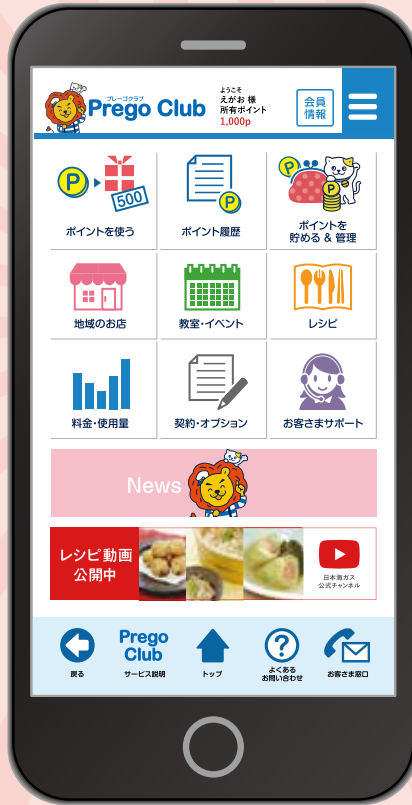 プレーゴクラブ
Prego Club
ようこそ
えがお 様
所有ポイント
1,000p
会員
情報
P
500
ポイントを使う
P
ポイント履歴
P
P
ポイントを
貯める & 管理
地域のお店
教室・イベント
レシピ
料金・使用量
契約・オプション
お客さまサポート
News
レシピ動画
公開中
日本海ガス
公式チャンネル
戻る
Prego
Club
サービス説明
トップ
?
よくある
お問い合わせ
お客さま窓口